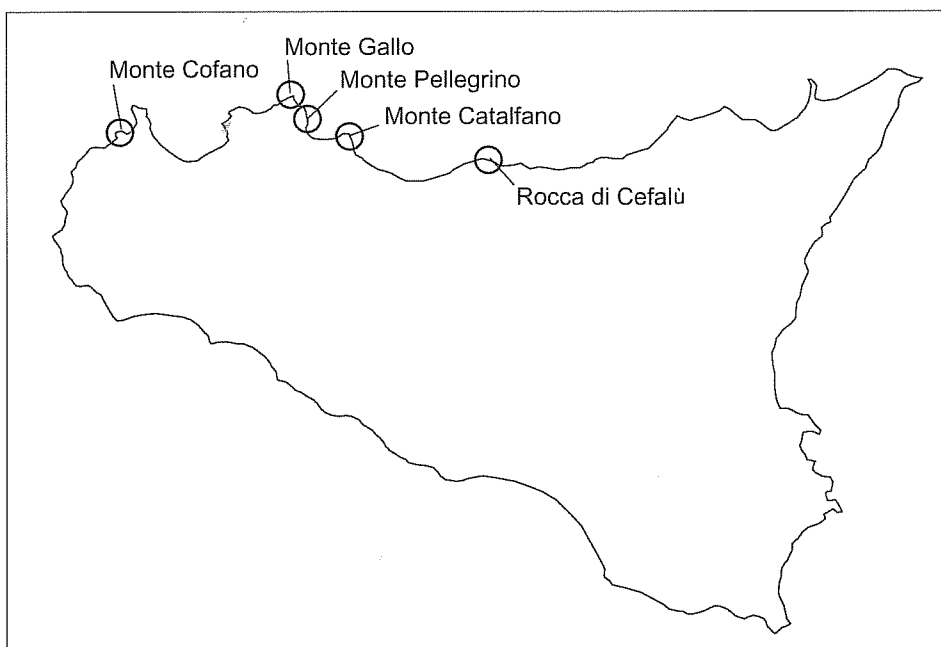 Monte Gallo
Monte Cofano
Monte Pellegrino
Monte Catalfano
Rocca di Cefalù